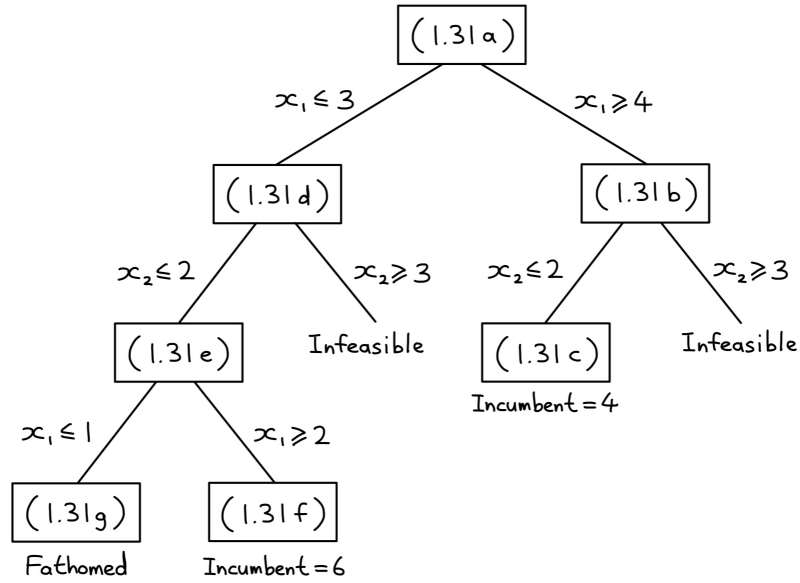 (1.31a)
x₁≤3
x₁⩾4
(1.31d)
(1.31b)
x₂≤2
x₂⩾3
x₂≤2
x₂⩾3
(1.31e)
Infeasible
(1.31c)
Infeasible
Incumbent=4
x₁≤1
x₁⩾2
(1.31g)
(1.31f)
Fathomed
Incumbent=6